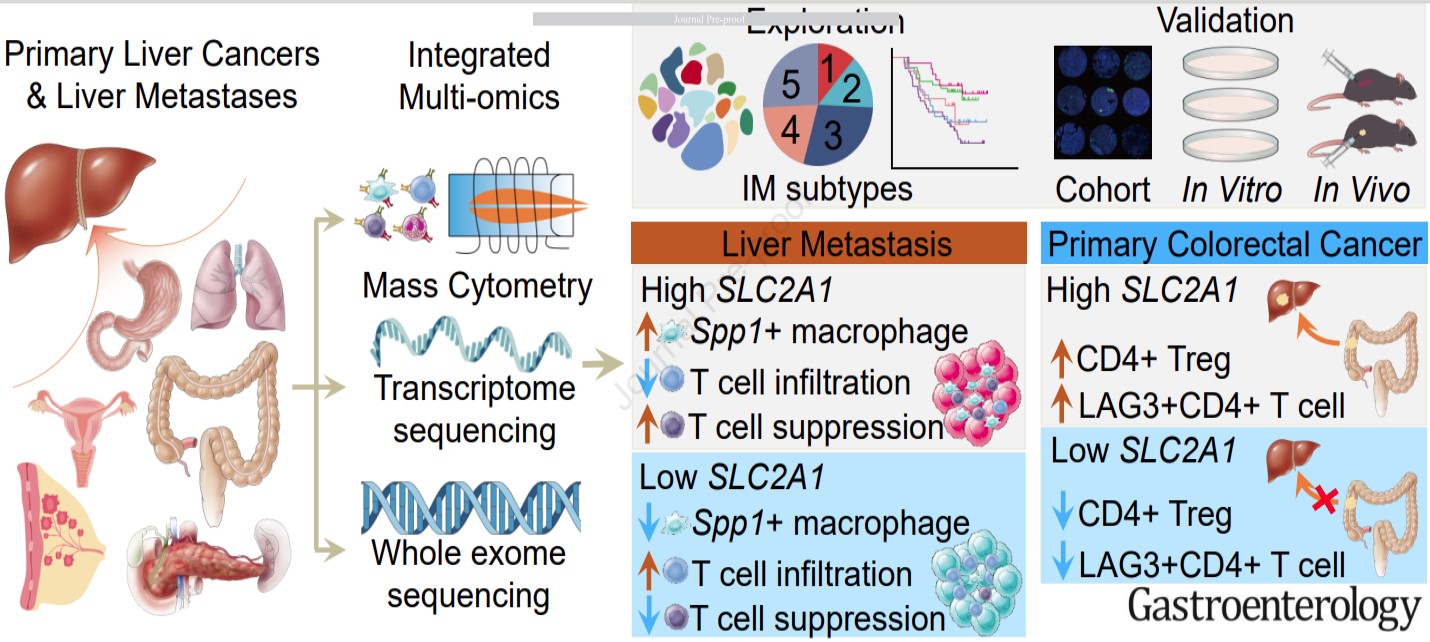 Journal Pre-proof
Primary Liver Cancers
& Liver Metastases
Integrated
Multi-omics
Mass Cytometry
Transcriptome
sequencing
Whole exome
sequencing
Exploration
1
2
3
4
5
IM subtypes
Validation
Cohort
In Vitro
In Vivo
Liver Metastasis
High SLC2A1
Spp1+ macrophage
T cell infiltration
T cell suppression
Low SLC2A1
Spp1+ macrophage
T cell infiltration
T cell suppression
Primary Colorectal Cancer
High SLC2A1
CD4+ Treg
LAG3+CD4+ T cell
Low SLC2A1
CD4+ Treg
LAG3+CD4+ T cell
Gastroenterology
Journal Pre-proof